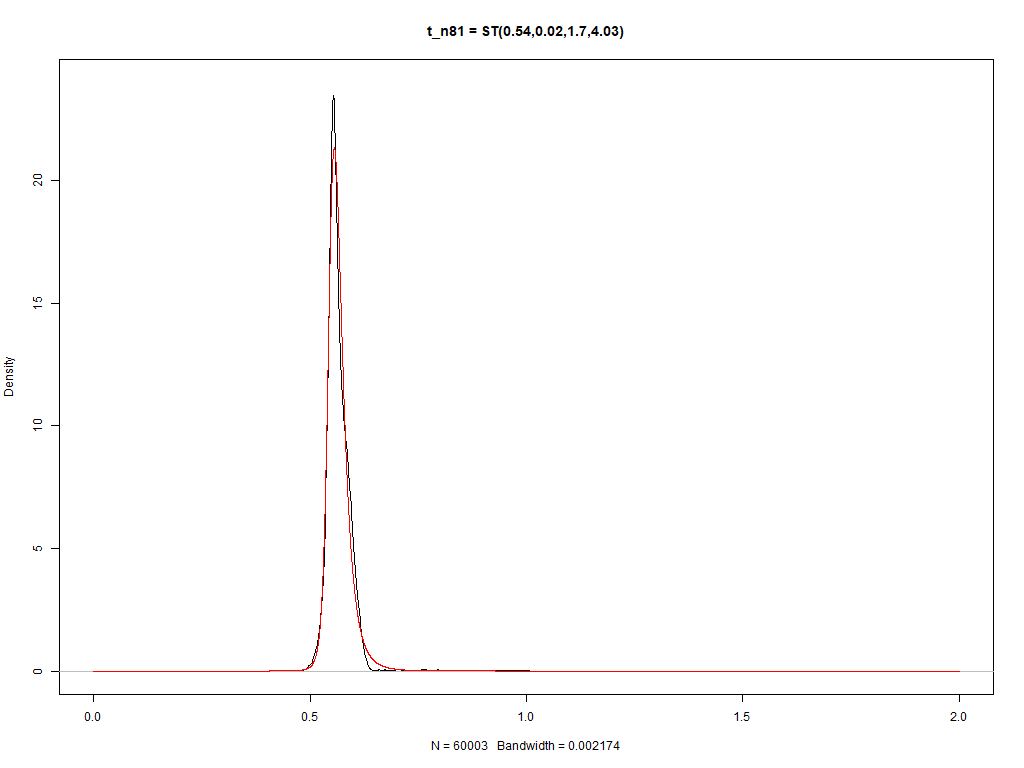 t_n81 = ST(0.54,0.02,1.7,4.03)
Density
20
15
10
5
0
0.0 0.5 1.0 1.5 2.0
N = 60003 Bandwidth = 0.002174